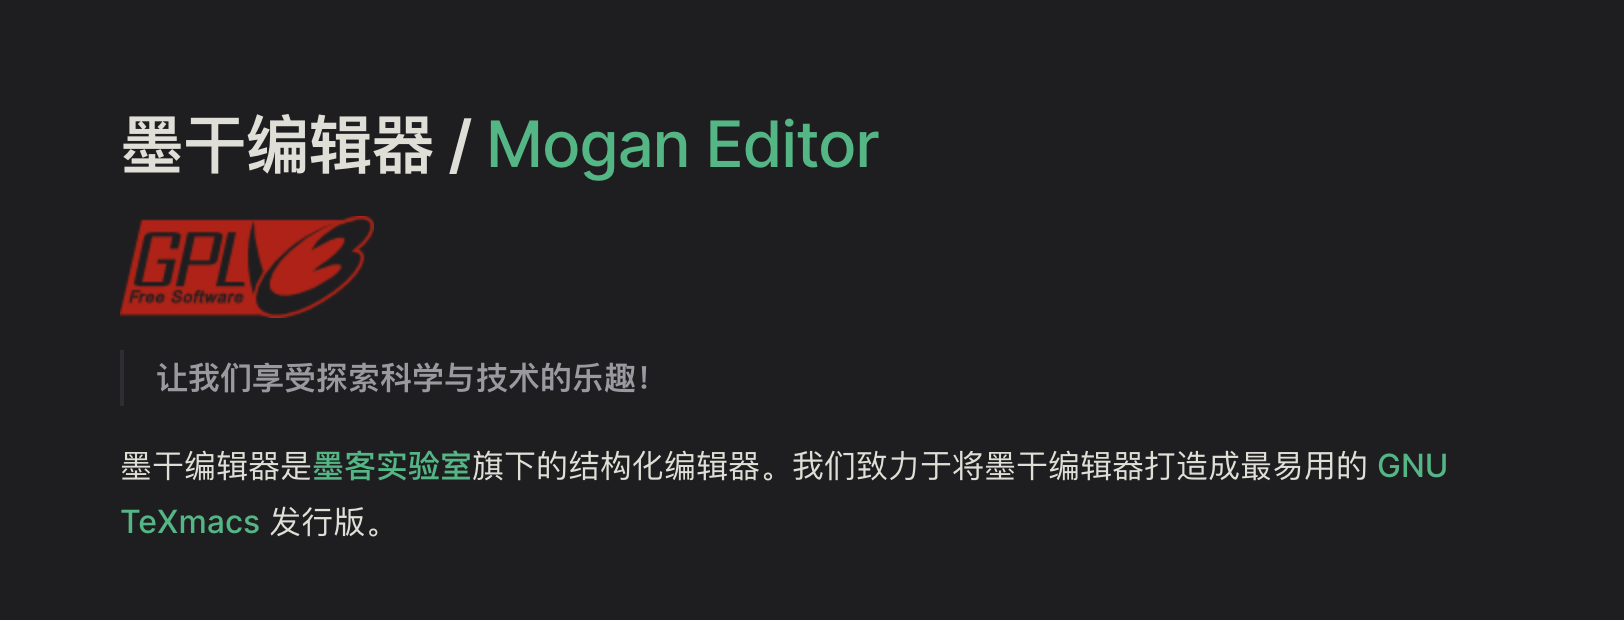 墨干编辑器 / Mogan Editor
GPLv3
Free Software
让我们享受探索科学与技术的乐趣！
墨干编辑器是墨客实验室旗下的结构化编辑器。我们致力于将墨干编辑器打造成最易用的 GNU
TeXmacs 发行版。